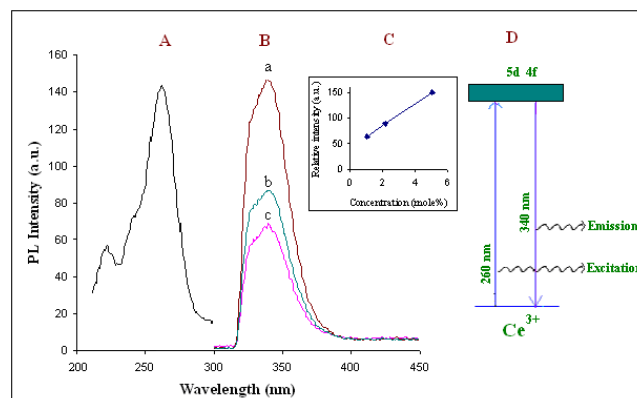 A B C D
160
140
120
100
80
60
40
20
0
200 250 300 350 400 450
PL Intensity (a.u.)
Wavelength (nm)
a
b
c
150
100
50
0
0 2 4 6
Relative intensity (a.u.)
Concentration (mole%)
5d 4f
260 nm
340 nm
Emission
Excitation
Ce3+